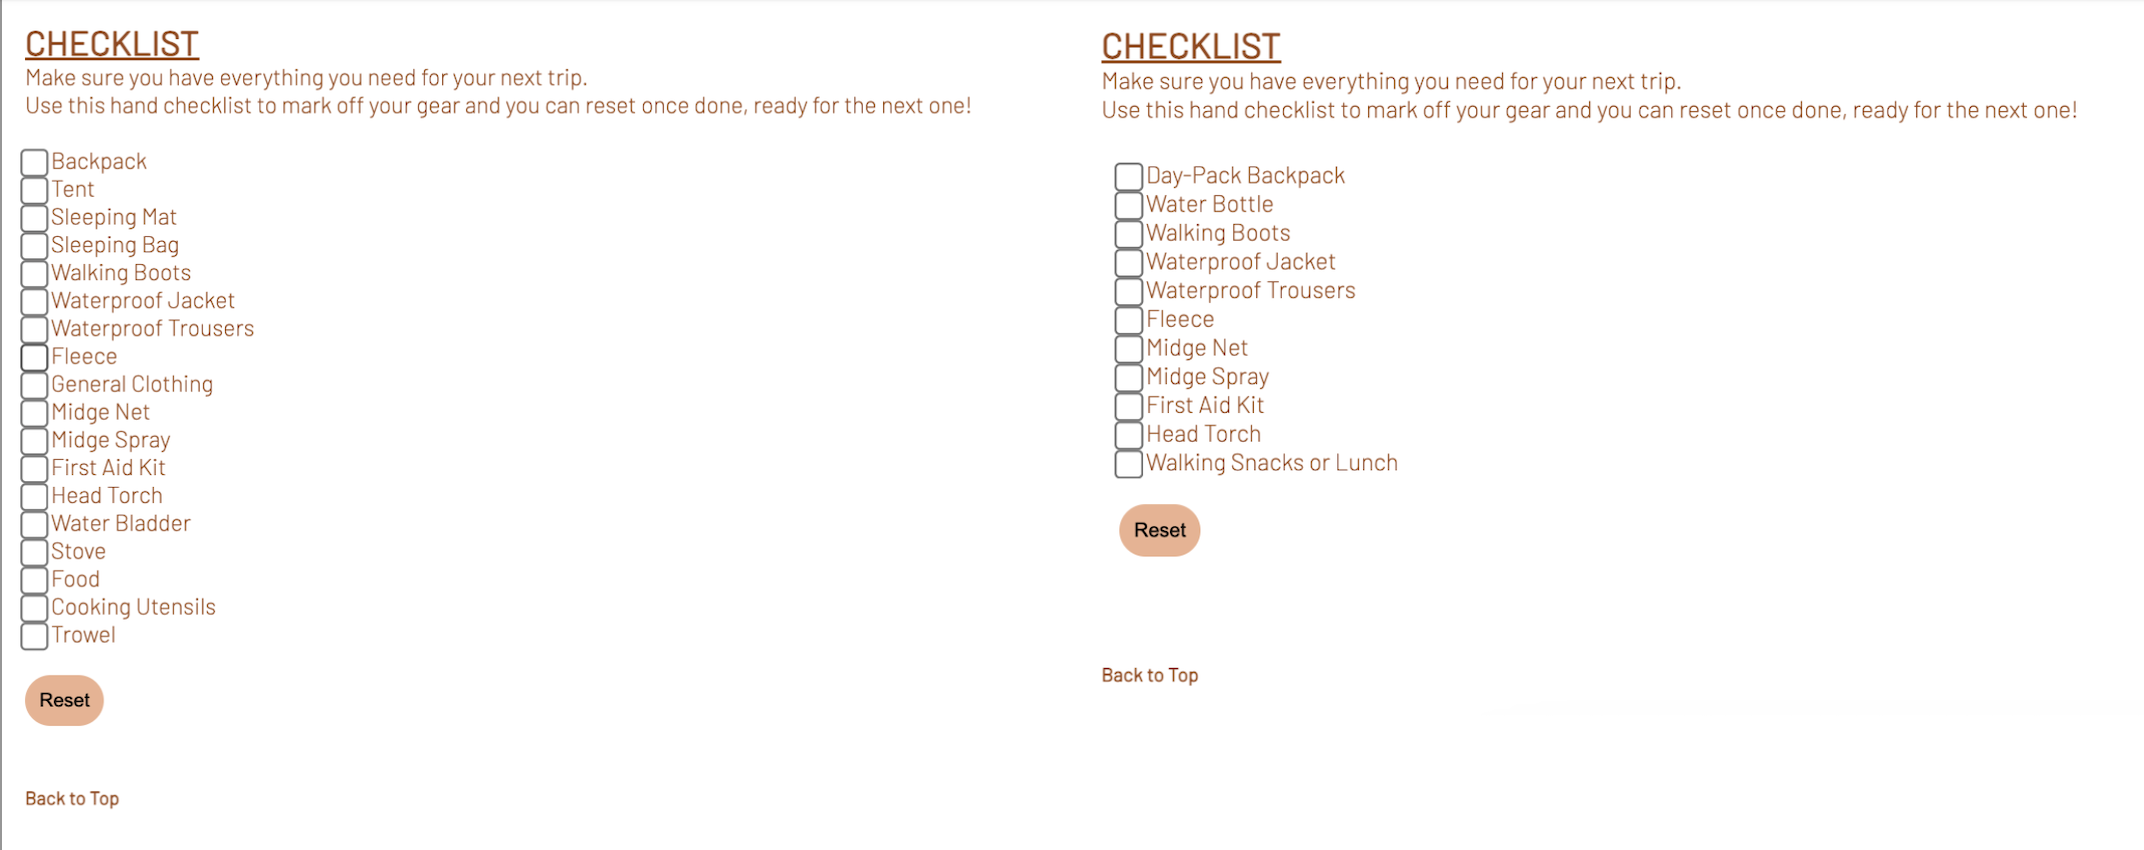 CHECKLIST
Make sure you have everything you need for your next trip.
Use this hand checklist to mark off your gear and you can reset once done, ready for the next one!
Backpack
Tent
Sleeping Mat
Sleeping Bag
Walking Boots
Waterproof Jacket
Waterproof Trousers
Fleece
General Clothing
Midge Net
Midge Spray
First Aid Kit
Head Torch
Water Bladder
Stove
Food
Cooking Utensils
Trowel
Reset
Back to Top
CHECKLIST
Make sure you have everything you need for your next trip.
Use this hand checklist to mark off your gear and you can reset once done, ready for the next one!
Day-Pack Backpack
Water Bottle
Walking Boots
Waterproof Jacket
Waterproof Trousers
Fleece
Midge Net
Midge Spray
First Aid Kit
Head Torch
Walking Snacks or Lunch
Reset
Back to Top